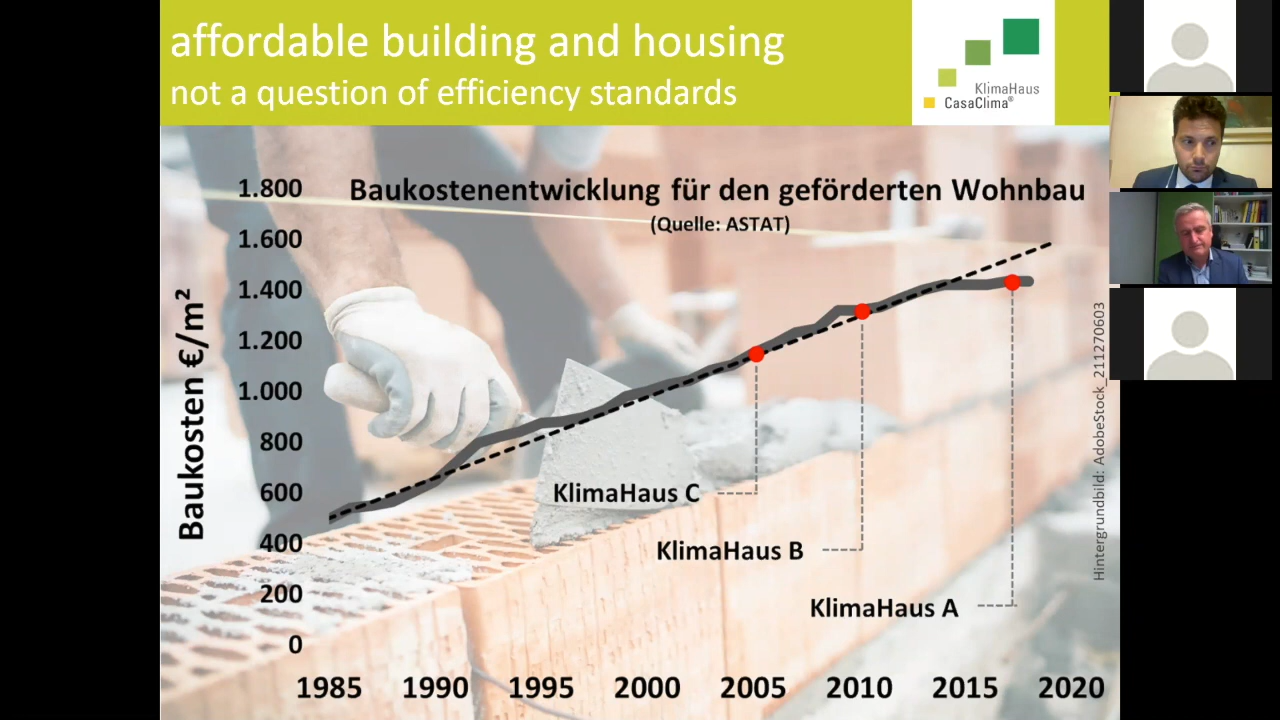 affordable building and housing
not a question of efficiency standards
KlimaHaus
CasaClima®
Baukostenentwicklung für den geförderten Wohnbau
(Quelle: ASTAT)
Baukosten €/m²
1.800
1.600
1.400
1.200
1.000
800
600
400
200
0
KlimaHaus C
KlimaHaus B
KlimaHaus A
1985 1990 1995 2000 2005 2010 2015 2020
Hintergrundbild: AdobeStock_211270603